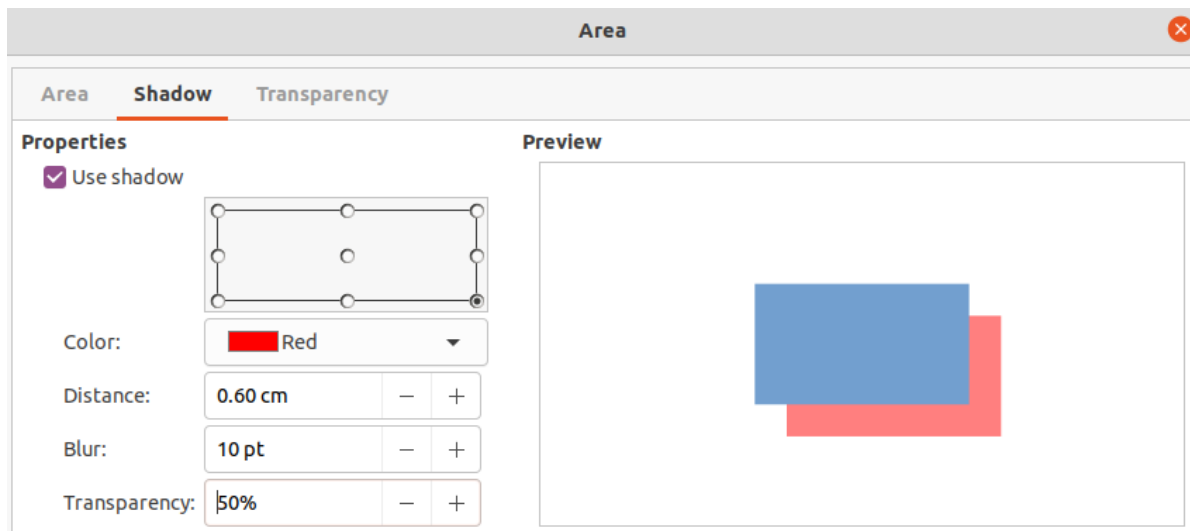 Area
Area Shadow Transparency
Properties
Use shadow
Color: Red
Distance: 0.60 cm
Blur: 10 pt
Transparency: 50%
Preview